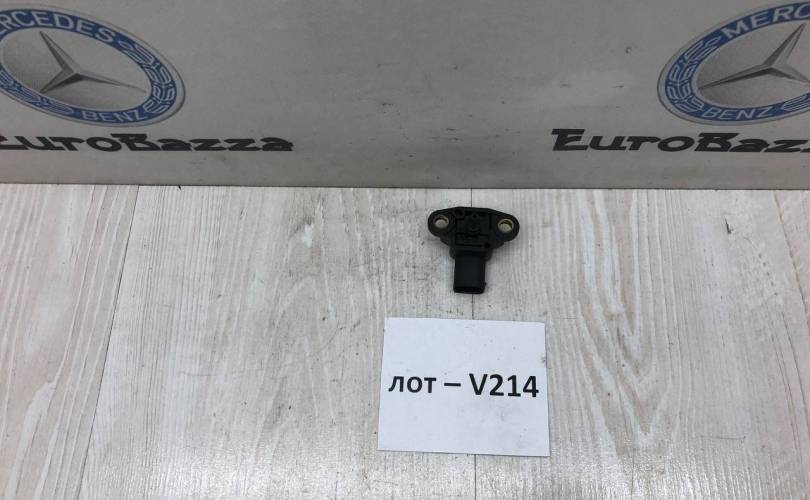 MERCEDES
BENZ
MERCEDES
BENZ
EuroBazza
EuroBazza
лот – V214